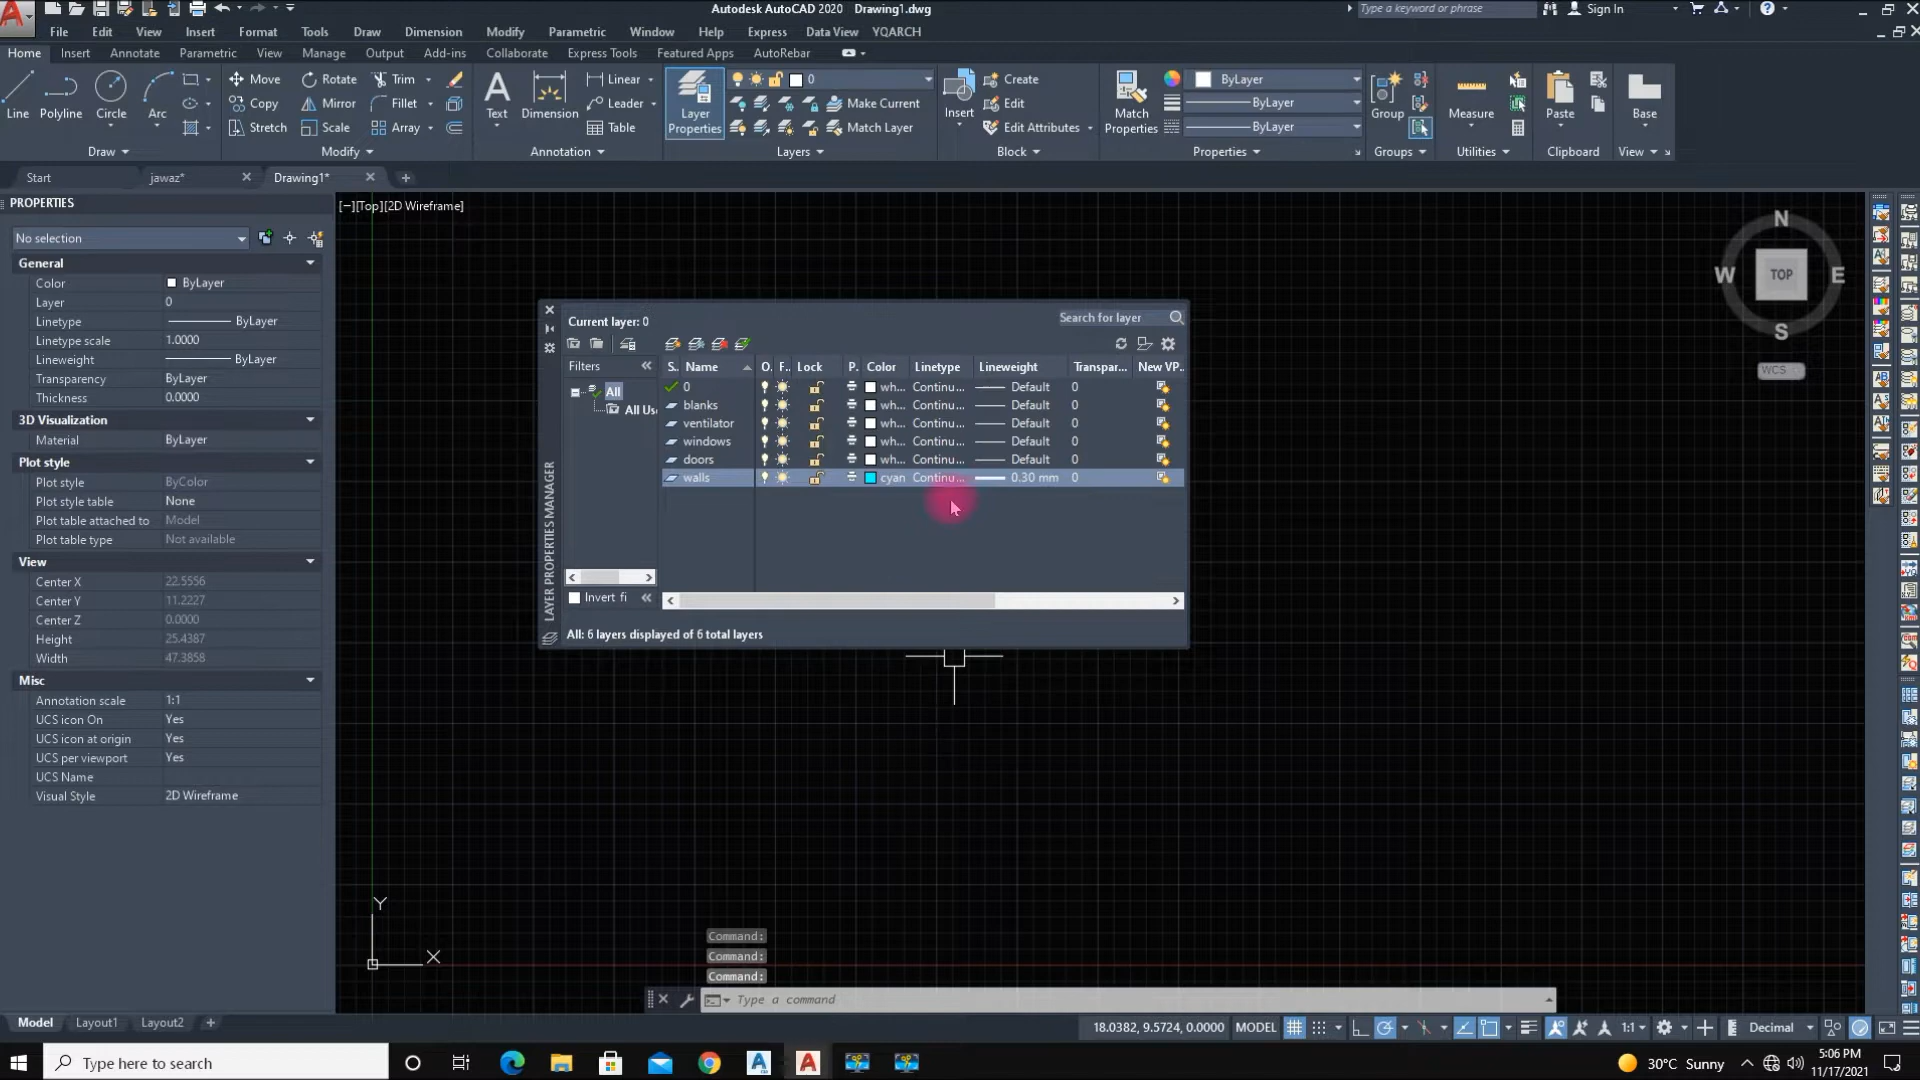 Autodesk AutoCAD 2020 Drawing1.dwg
Type a keyword or phrase
Sign In
File Edit View Insert Format Tools Draw Dimension Modify Parametric Window Help Express Data View YQARCH
Home Insert Annotate Parametric View Manage Output Add-ins Collaborate Express Tools Featured Apps AutoRebar
Line Polyline Circle Arc
Move Rotate Trim
Copy Mirror Fillet
Stretch Scale Array
Text Dimension
Linear
Leader
Table
Layer Properties
0
Make Current
Match Layer
Insert
Create
Edit
Edit Attributes
Match Properties
ByLayer
ByLayer
ByLayer
Group
Measure
Paste
Base
Draw Modify Annotation Layers Block Properties Groups Utilities Clipboard View
Start jawaz* Drawing1*
PROPERTIES
No selection
General
Color ByLayer
Layer 0
Linetype ByLayer
Linetype scale 1.0000
Lineweight ByLayer
Transparency ByLayer
Thickness 0.0000
3D Visualization
Material ByLayer
Plot style
Plot style ByColor
Plot style table None
Plot table attached to Model
Plot table type Not available
View
Center X 22.5556
Center Y 11.2227
Center Z 0.0000
Height 25.4387
Width 47.3858
Misc
Annotation scale 1:1
UCS icon On Yes
UCS icon at origin Yes
UCS per viewport Yes
UCS Name
Visual Style 2D Wireframe
[−][Top][2D Wireframe]
N
W TOP E
S
WCS
LAYER PROPERTIES MANAGER
Current layer: 0
Search for layer
Filters
All
All Use
Invert fi
S. Name O. F. Lock P. Color Linetype Lineweight Transpar... New VP...
0 wh... Continu... Default 0
blanks wh... Continu... Default 0
ventilator wh... Continu... Default 0
windows wh... Continu... Default 0
doors wh... Continu... Default 0
walls cyan Continu... 0.30 mm 0
All: 6 layers displayed of 6 total layers
Y
X
Command:
Command:
Command:
Type a command
Model Layout1 Layout2 +
18.0382, 9.5724, 0.0000 MODEL 1:1 Decimal
Type here to search
30°C Sunny
5:06 PM
11/17/2021